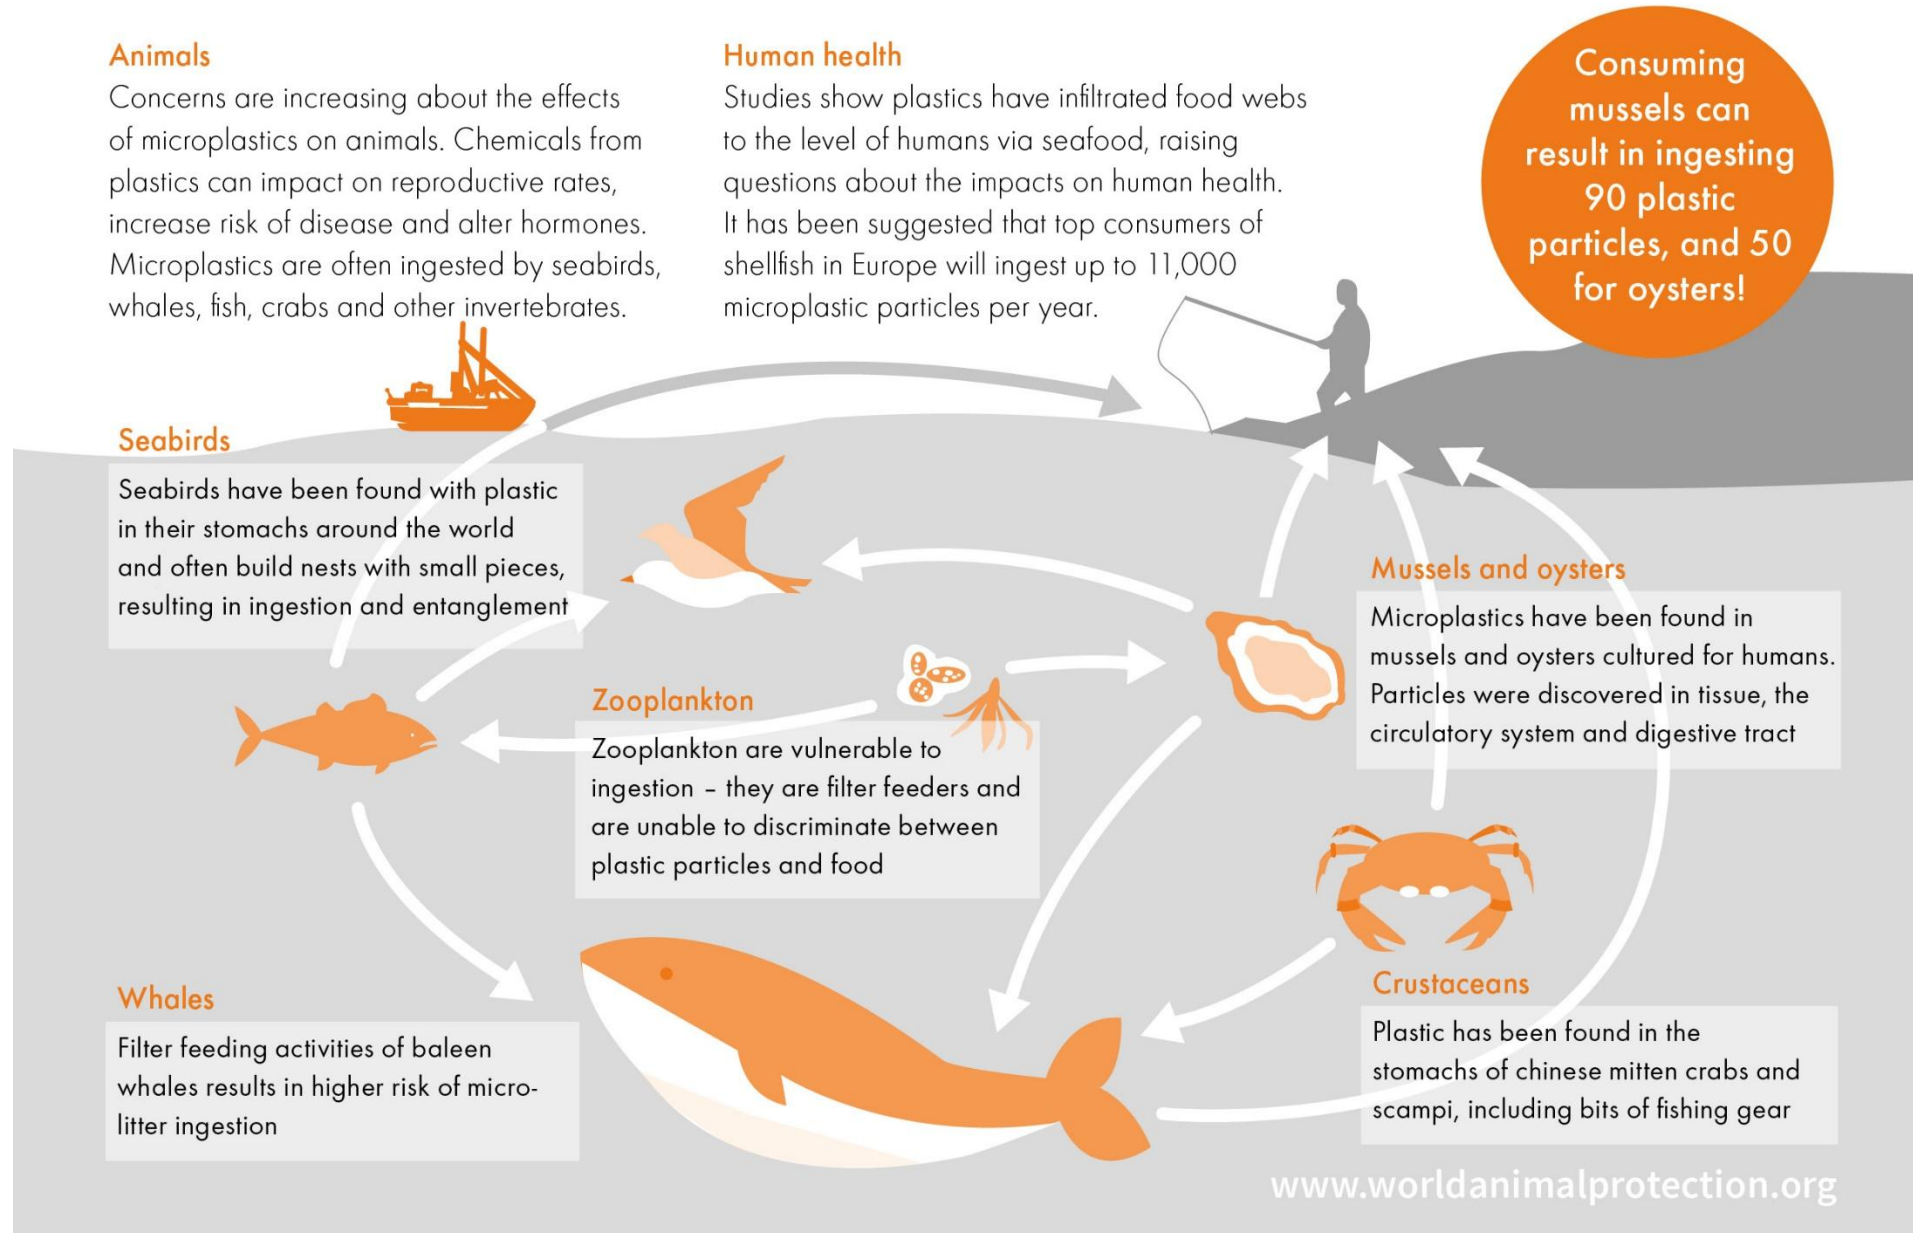 Animals
Concerns are increasing about the effects
of microplastics on animals. Chemicals from
plastics can impact on reproductive rates,
increase risk of disease and alter hormones.
Microplastics are often ingested by seabirds,
whales, fish, crabs and other invertebrates.
Human health
Studies show plastics have infiltrated food webs
to the level of humans via seafood, raising
questions about the impacts on human health.
It has been suggested that top consumers of
shellfish in Europe will ingest up to 11,000
microplastic particles per year.
Consuming
mussels can
result in ingesting
90 plastic
particles, and 50
for oysters!
Seabirds
Seabirds have been found with plastic
in their stomachs around the world
and often build nests with small pieces,
resulting in ingestion and entanglement
Mussels and oysters
Microplastics have been found in
mussels and oysters cultured for humans.
Particles were discovered in tissue, the
circulatory system and digestive tract
Zooplankton
Zooplankton are vulnerable to
ingestion – they are filter feeders and
are unable to discriminate between
plastic particles and food
Whales
Filter feeding activities of baleen
whales results in higher risk of micro-
litter ingestion
Crustaceans
Plastic has been found in the
stomachs of chinese mitten crabs and
scampi, including bits of fishing gear
www.worldanimalprotection.org